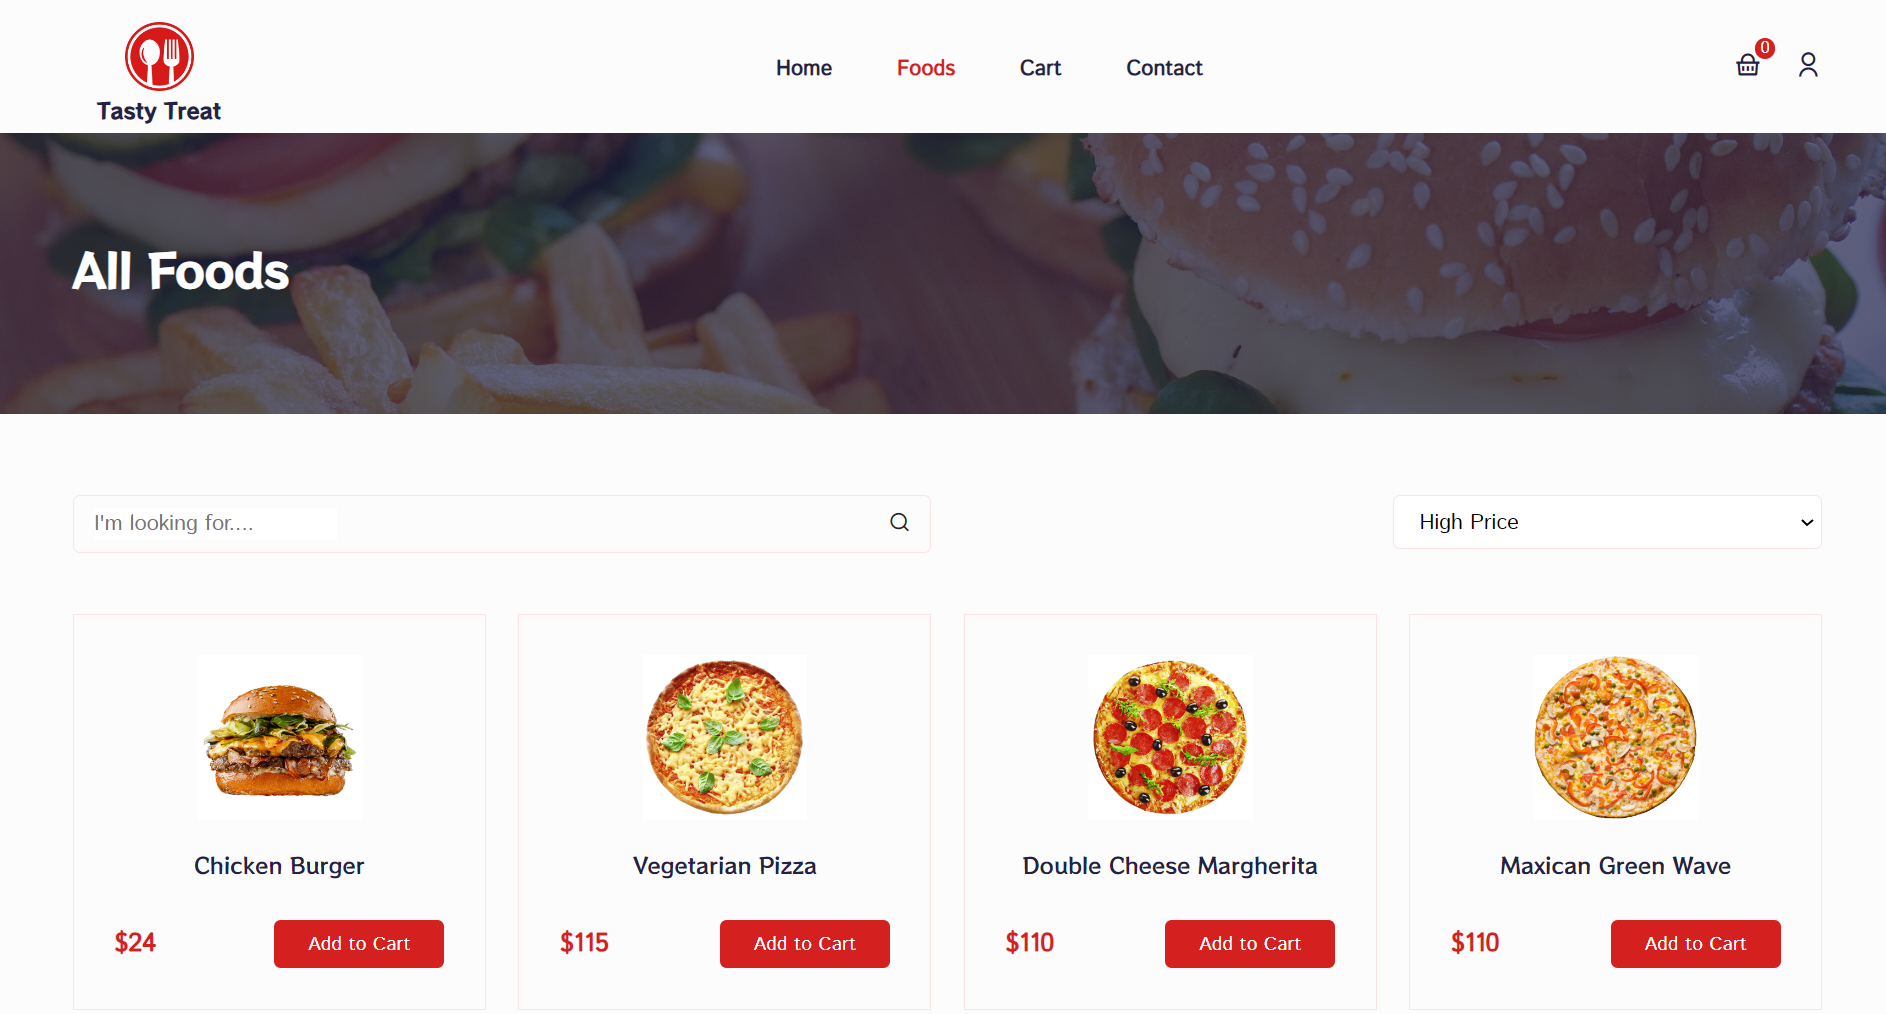 Tasty Treat
Home Foods Cart Contact
0
All Foods
I'm looking for....
High Price
Chicken Burger
$24 Add to Cart
Vegetarian Pizza
$115 Add to Cart
Double Cheese Margherita
$110 Add to Cart
Maxican Green Wave
$110 Add to Cart